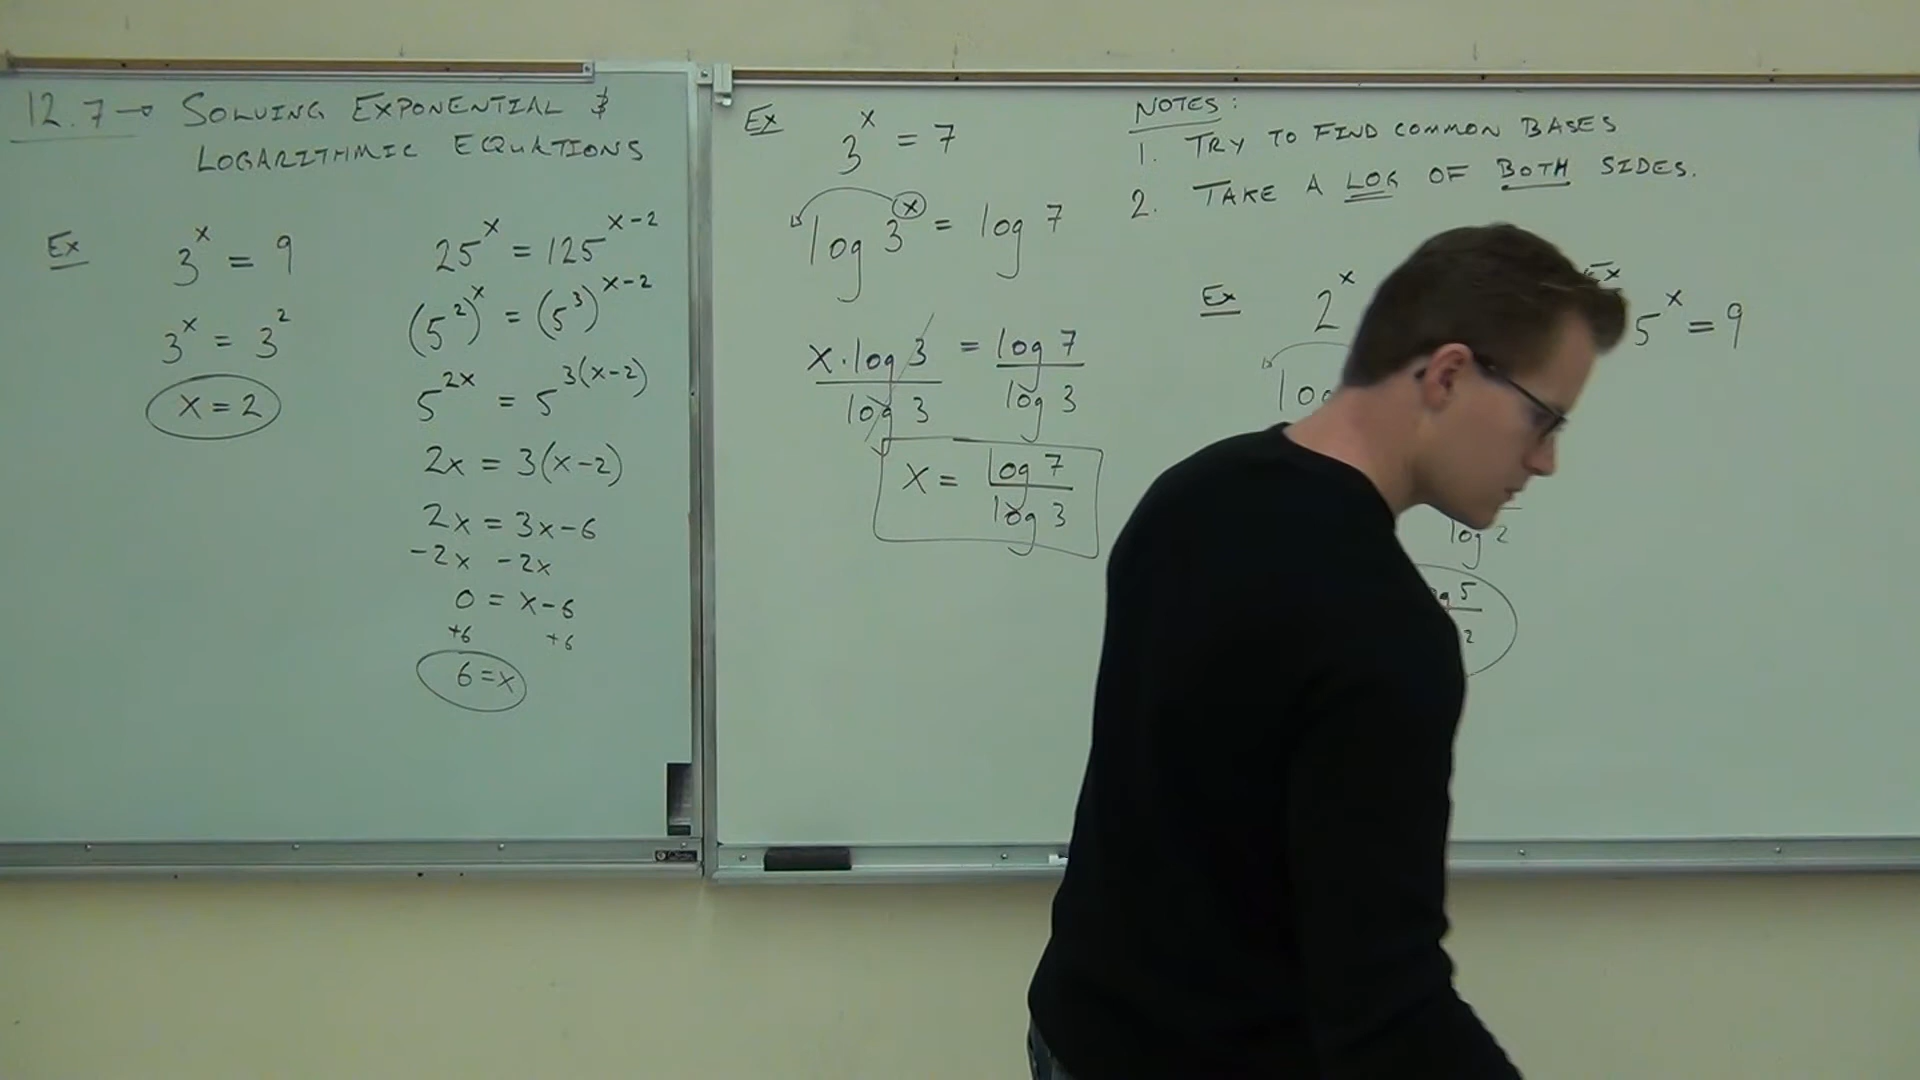 12.7 → SOLVING EXPONENTIAL &
LOGARITHMIC EQUATIONS
Ex
3^x = 9
3^x = 3^2
x = 2
25^x = 125^(x-2)
(5^2)^x = (5^3)^(x-2)
5^(2x) = 5^(3(x-2))
2x = 3(x-2)
2x = 3x-6
-2x -2x
0 = x-6
+6 +6
6 = x
Ex
3^x = 7
log 3^x = log 7
x·log 3 = log 7
log 3 log 3
x = log 7
log 3
NOTES:
1. TRY TO FIND COMMON BASES
2. TAKE A LOG OF BOTH SIDES.
Ex
2^x
log 2
5
2
Ex
5^x = 9